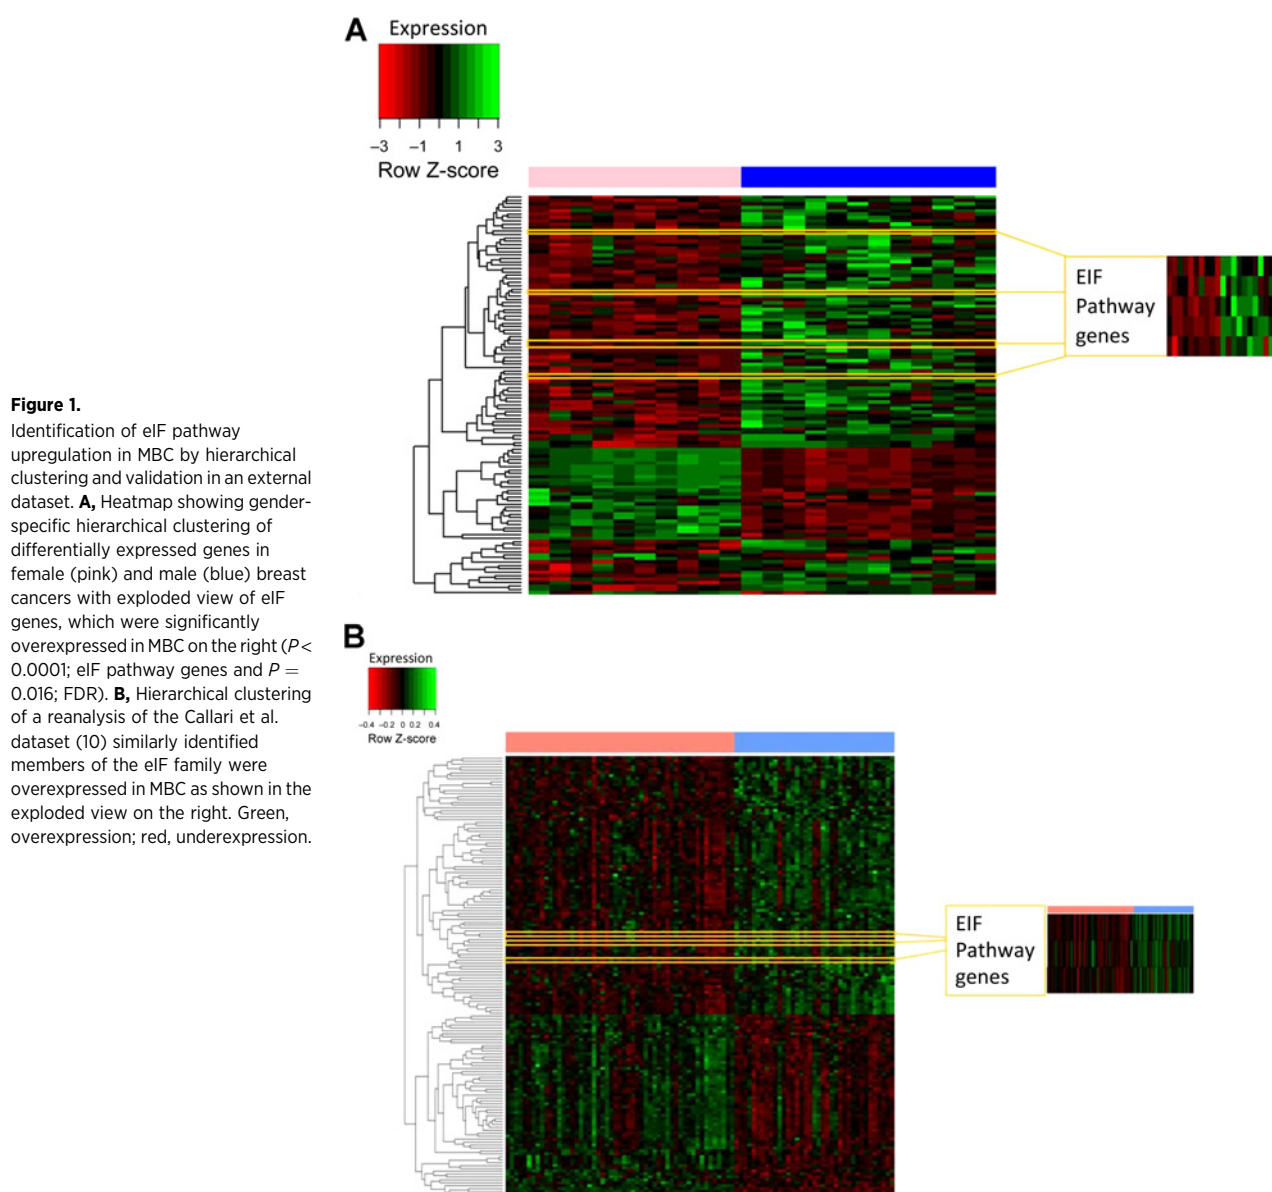 A
Expression
−3 −1 1 3
Row Z-score
EIF
Pathway
genes
Figure 1.
Identification of eIF pathway
upregulation in MBC by hierarchical
clustering and validation in an external
dataset. A, Heatmap showing gender-
specific hierarchical clustering of
differentially expressed genes in
female (pink) and male (blue) breast
cancers with exploded view of eIF
genes, which were significantly
overexpressed in MBC on the right (P <
0.0001; eIF pathway genes and P =
0.016; FDR). B, Hierarchical clustering
of a reanalysis of the Callari et al.
dataset (10) similarly identified
members of the eIF family were
overexpressed in MBC as shown in the
exploded view on the right. Green,
overexpression; red, underexpression.
B
Expression
−0.4 −0.2 0 0.2 0.4
Row Z-score
EIF
Pathway
genes